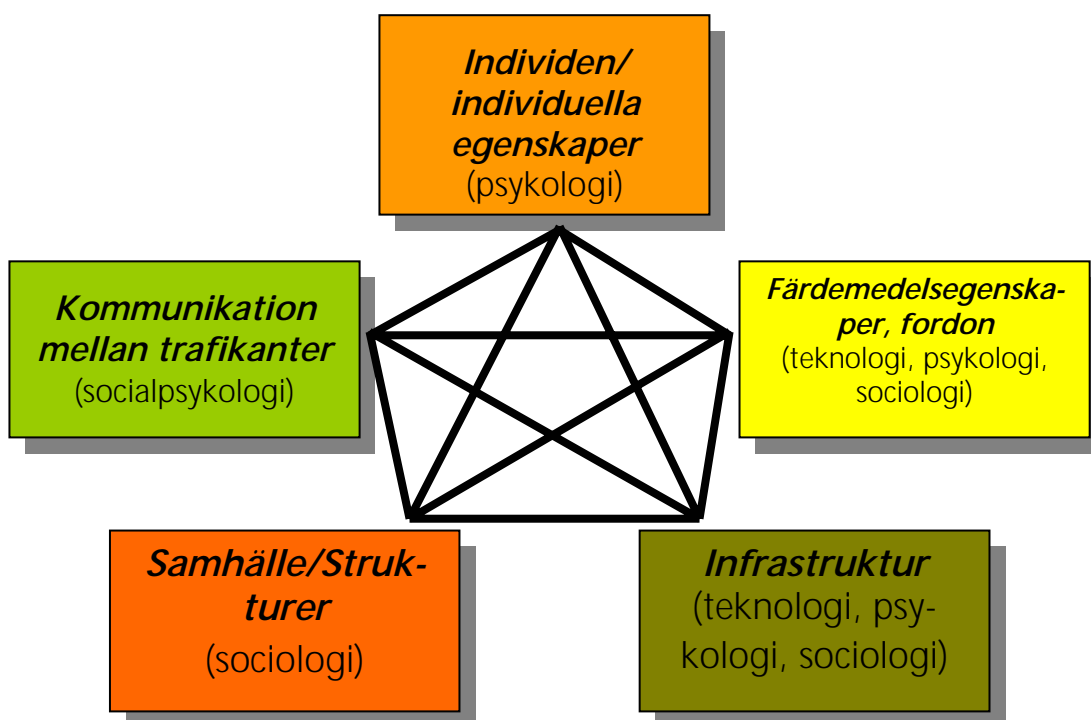 Individen/
individuella
egenskaper
(psykologi)
Kommunikation
mellan trafikanter
(socialpsykologi)
Färdemedelsegenska-
per, fordon
(teknologi, psykologi,
sociologi)
Samhälle/Struk-
turer
(sociologi)
Infrastruktur
(teknologi, psy-
kologi, sociologi)